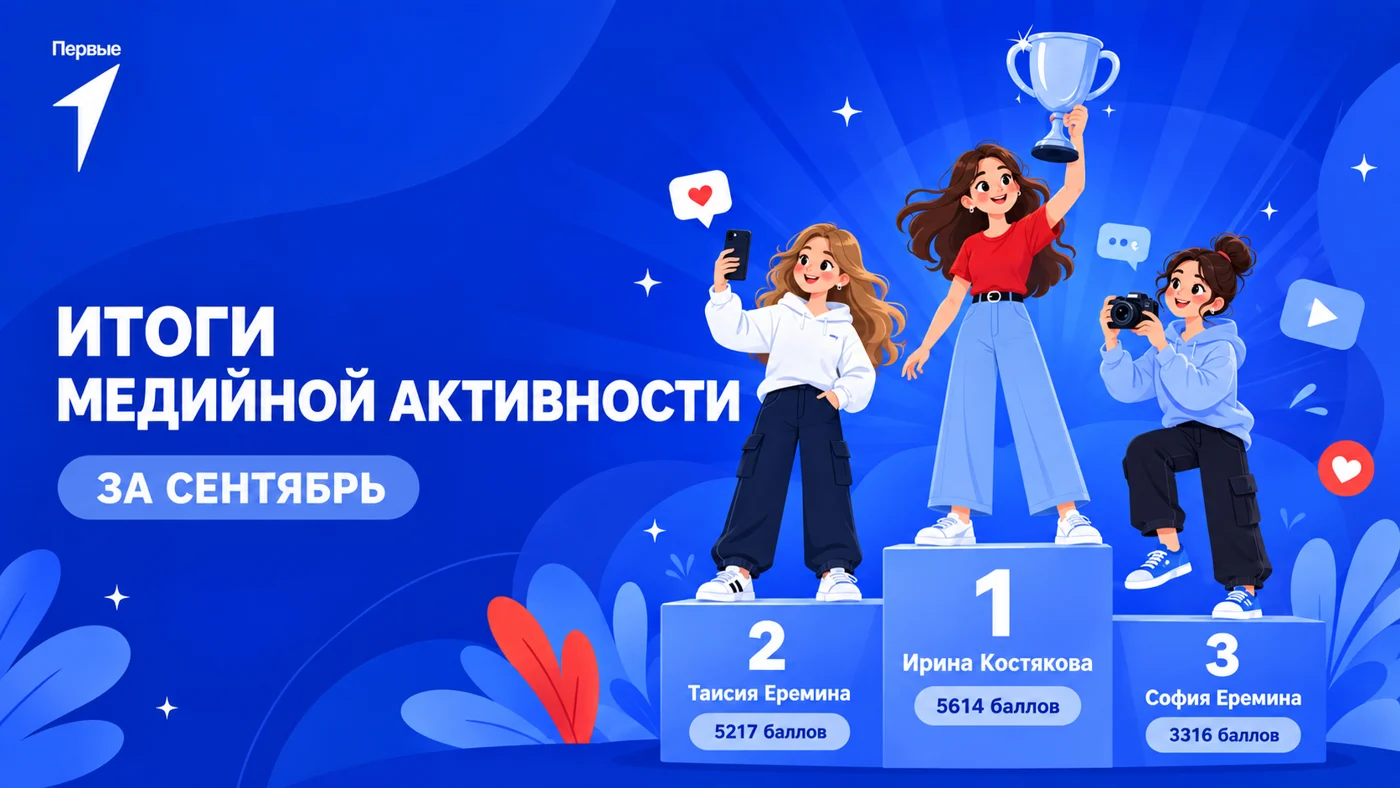 Первые
ИТОГИ
МЕДИЙНОЙ АКТИВНОСТИ
ЗА СЕНТЯБРЬ
2
Таисия Еремина
5217 баллов
1
Ирина Костякова
5614 баллов
3
София Еремина
3316 баллов